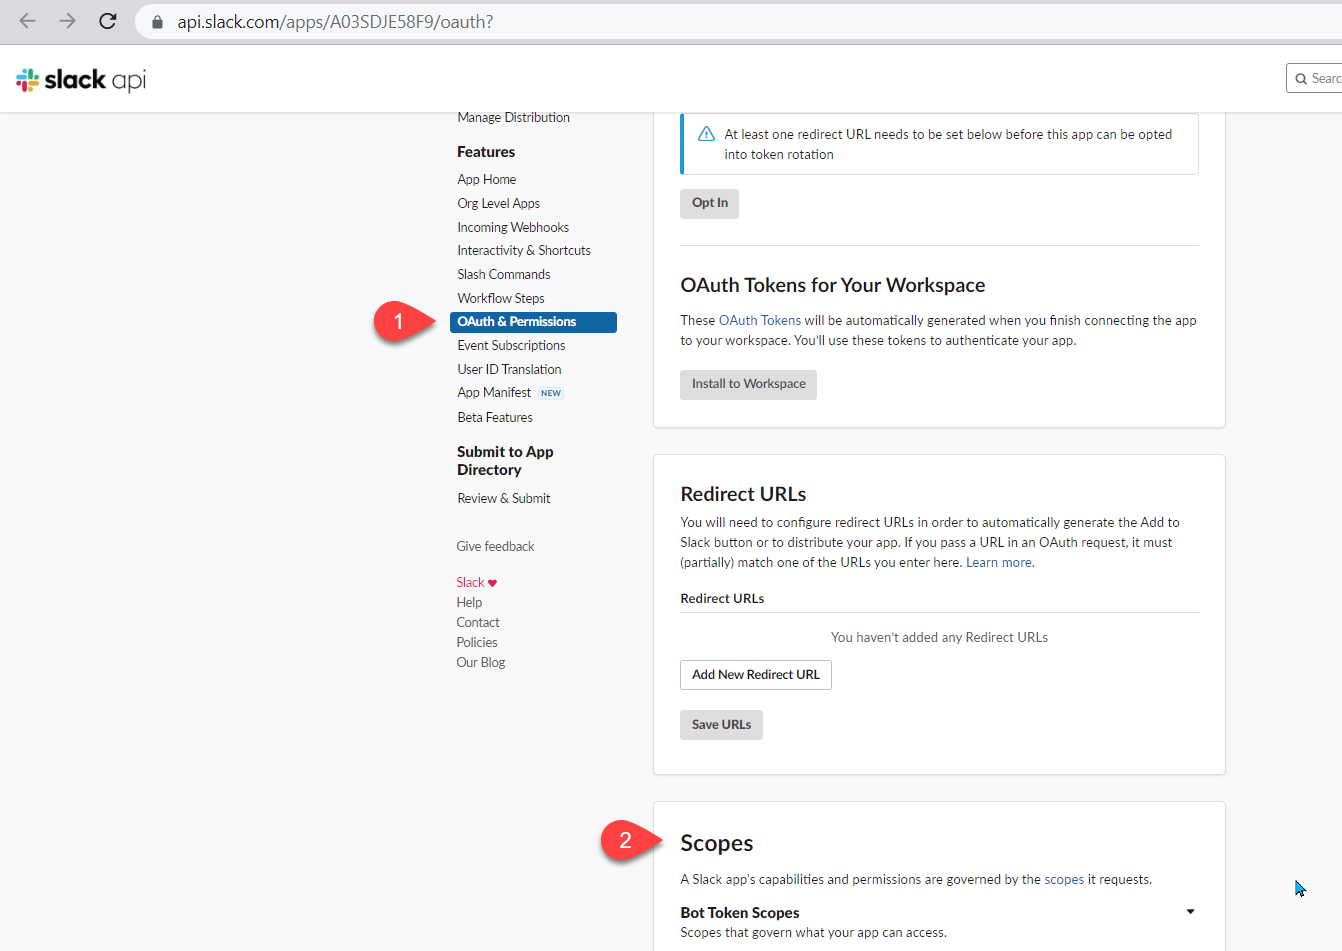 api.slack.com/apps/A03SDJE58F9/oauth?
slack api
Searc
Manage Distribution
Features
App Home
Org Level Apps
Incoming Webhooks
Interactivity & Shortcuts
Slash Commands
Workflow Steps
1
OAuth & Permissions
Event Subscriptions
User ID Translation
App Manifest NEW
Beta Features
Submit to App
Directory
Review & Submit
Give feedback
Slack ♥
Help
Contact
Policies
Our Blog
At least one redirect URL needs to be set below before this app can be opted
into token rotation
Opt In
OAuth Tokens for Your Workspace
These OAuth Tokens will be automatically generated when you finish connecting the app
to your workspace. You'll use these tokens to authenticate your app.
Install to Workspace
Redirect URLs
You will need to configure redirect URLs in order to automatically generate the Add to
Slack button or to distribute your app. If you pass a URL in an OAuth request, it must
(partially) match one of the URLs you enter here. Learn more.
Redirect URLs
You haven't added any Redirect URLs
Add New Redirect URL
Save URLs
2
Scopes
A Slack app's capabilities and permissions are governed by the scopes it requests.
Bot Token Scopes
Scopes that govern what your app can access.